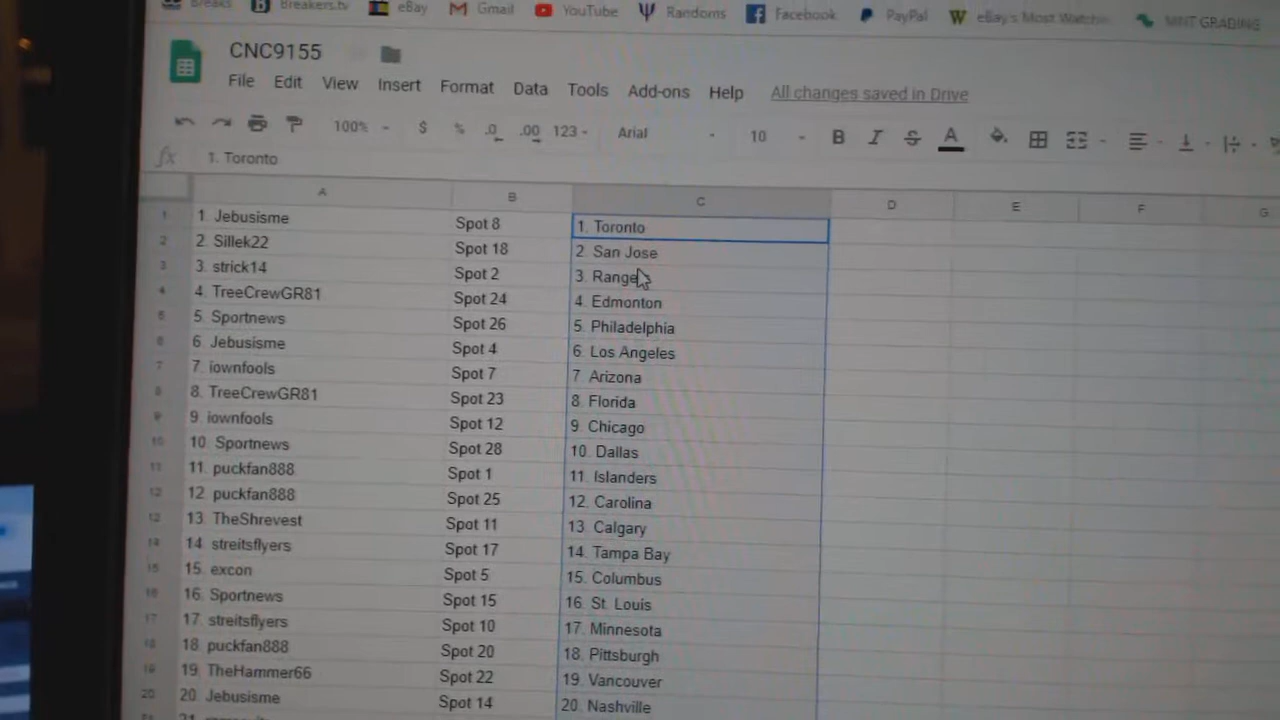 Breaks Breakers.tv eBay Gmail YouTube Randoms Facebook PayPal eBay's Most MNT GRADING
CNC9155
File Edit View Insert Format Data Tools Add-ons Help All changes saved in Drive
100% $ % .0 .00 123 Arial 10 B I S A
fx 1. Toronto
A B C D E F G
1 1. Jebusisme Spot 8 1. Toronto
2 2. Sillek22 Spot 18 2. San Jose
3 3. strick14 Spot 2 3. Range
4 4. TreeCrewGR81 Spot 24 4. Edmonton
5 5. Sportnews Spot 26 5. Philadelphia
6 6. Jebusisme Spot 4 6. Los Angeles
7 7. iownfools Spot 7 7. Arizona
8 8. TreeCrewGR81 Spot 23 8. Florida
9 9. iownfools Spot 12 9. Chicago
10 10. Sportnews Spot 28 10. Dallas
11 11. puckfan888 Spot 1 11. Islanders
12 12. puckfan888 Spot 25 12. Carolina
13 13. TheShrevest Spot 11 13. Calgary
14 14. streitsflyers Spot 17 14. Tampa Bay
15 15. excon Spot 5 15. Columbus
16 16. Sportnews Spot 15 16. St. Louis
17 17. streitsflyers Spot 10 17. Minnesota
18 18. puckfan888 Spot 20 18. Pittsburgh
19 19. TheHammer66 Spot 22 19. Vancouver
20 20. Jebusisme Spot 14 20. Nashville